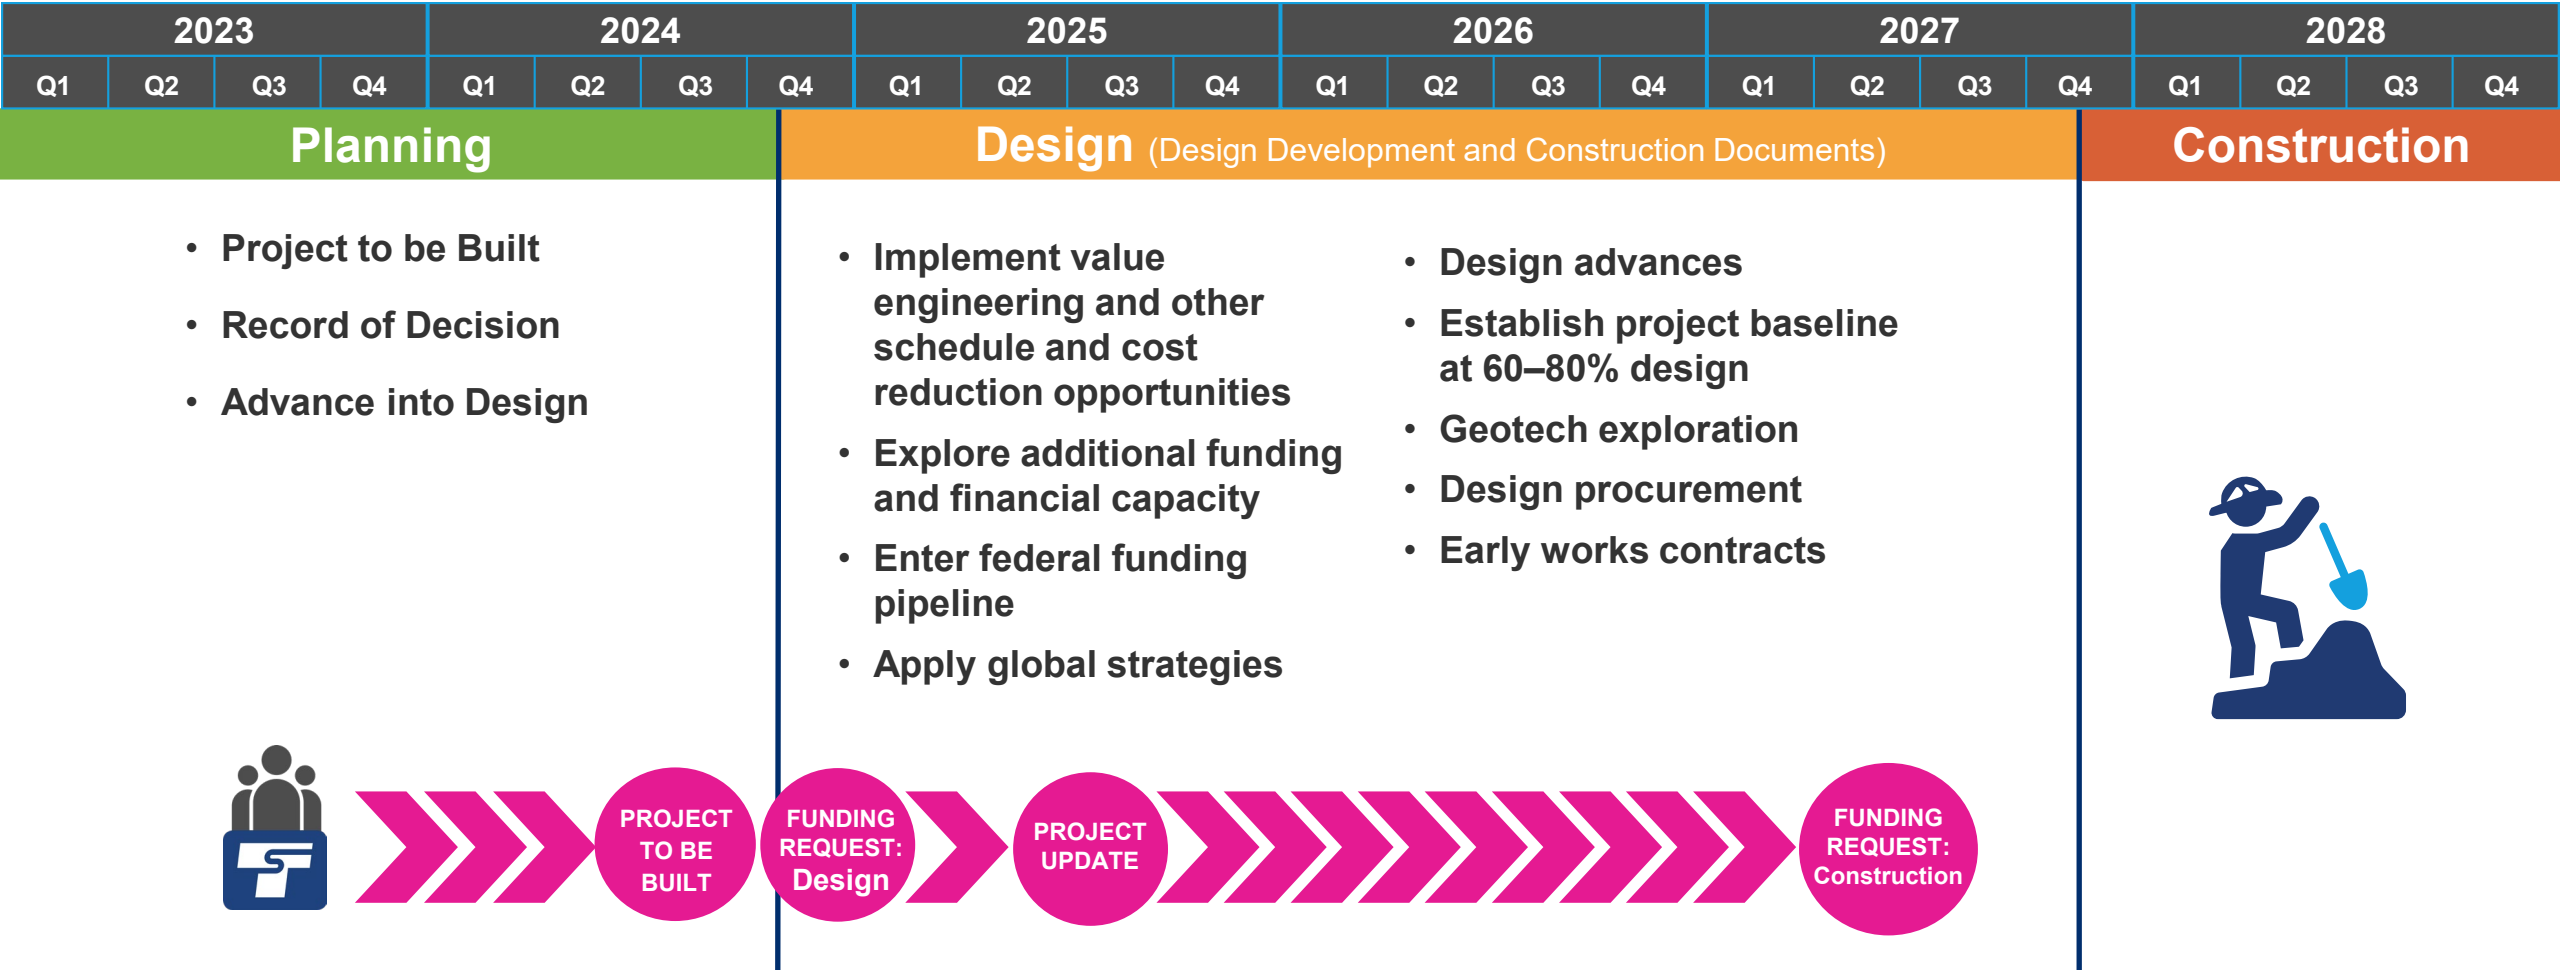 2023 2024 2025 2026 2027 2028
Q1 Q2 Q3 Q4 Q1 Q2 Q3 Q4 Q1 Q2 Q3 Q4 Q1 Q2 Q3 Q4 Q1 Q2 Q3 Q4 Q1 Q2 Q3 Q4
Planning
Design (Design Development and Construction Documents)
Construction
• Project to be Built
• Record of Decision
• Advance into Design
• Implement value
engineering and other
schedule and cost
reduction opportunities
• Explore additional funding
and financial capacity
• Enter federal funding
pipeline
• Apply global strategies
• Design advances
• Establish project baseline
at 60–80% design
• Geotech exploration
• Design procurement
• Early works contracts
PROJECT
TO BE
BUILT
FUNDING
REQUEST:
Design
PROJECT
UPDATE
FUNDING
REQUEST:
Construction